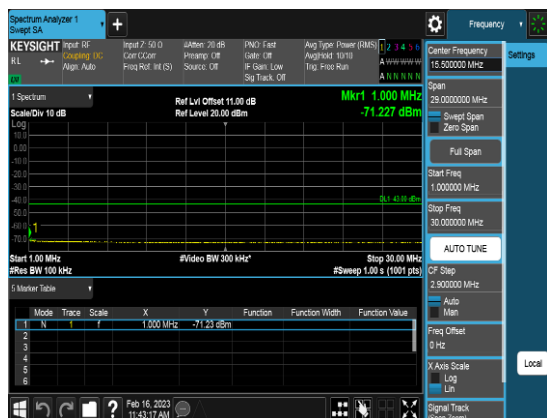 Spectrum Analyzer 1
Swept SA
+
Frequency
KEYSIGHT
RL
Input: RF
Coupling: DC
Align: Auto
Input Z: 50 Ω
Corr CCorr
Freq Ref: Int (S)
#Atten: 20 dB
Preamp: Off
Source: Off
PNO: Fast
Gate: Off
IF Gain: Low
Sig Track: Off
Avg Type: Power (RMS)
Avg|Hold: 10/10
Trig: Free Run
1 2 3 4 5 6
A W W W W W
A N N N N N
1 Spectrum
Scale/Div 10 dB
Log
Ref Lvl Offset 11.00 dB
Ref Level 20.00 dBm
Mkr1 1.000 MHz
-71.227 dBm
10.0
0.00
-10.0
-20.0
-30.0
-40.0
-50.0
-60.0
-70.0
DL1 -43.00 dBm
1
Start 1.00 MHz
#Res BW 100 kHz
#Video BW 300 kHz*
Stop 30.00 MHz
#Sweep 1.00 s (1001 pts)
5 Marker Table
Mode Trace Scale X Y Function Function Width Function Value
1 N 1 f 1.000 MHz -71.23 dBm
2
3
4
5
6
Feb 16, 2023
11:43:17 AM
Center Frequency
15.500000 MHz
Span
29.0000000 MHz
Swept Span
Zero Span
Full Span
Start Freq
1.000000 MHz
Stop Freq
30.000000 MHz
AUTO TUNE
CF Step
2.900000 MHz
Auto
Man
Freq Offset
0 Hz
X Axis Scale
Log
Lin
Signal Track
(Span Zoom)
Settings
Local